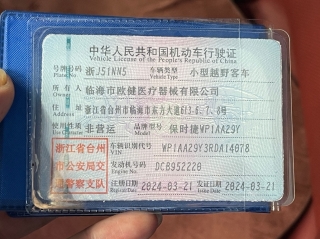 中华人民共和国机动车行驶证
Vehicle License of the People's Republic of China
号牌号码 浙J51NN5 车辆类型 小型越野客车
Plate No. Vehicle Type
所有人 临海市欧健医疗器械有限公司
Owner
住址 浙江省台州市临海市东方大道613-6、7、8号
Address
使用性质 非营运 品牌型号 保时捷WP1AA29Y
Model
浙江省台州市公安局交通警察支队
车辆识别代号 WP1AA29Y3RDA14078
VIN
发动机号码 DCB952228
Engine No.
注册日期 2024-03-21 发证日期 2024-03-21
Register Date Issue Date